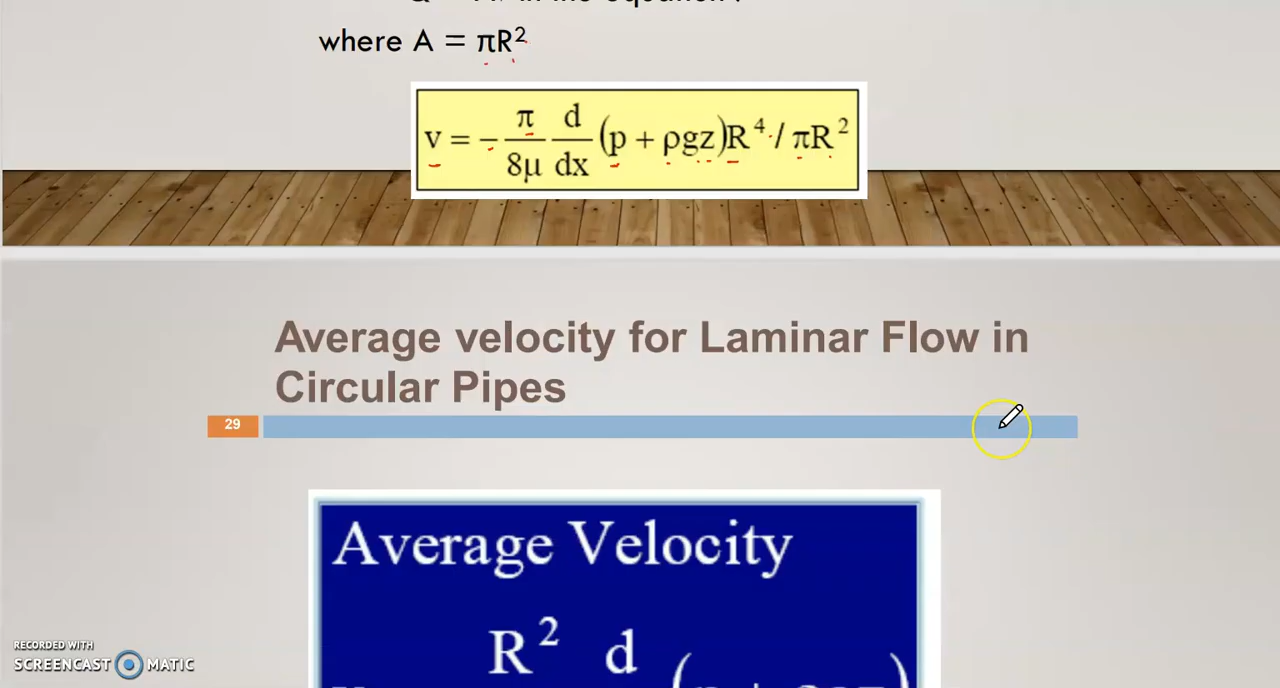 where A = πR²
v = - π/8μ d/dx (p + ρgz)R⁴ / πR²
Average velocity for Laminar Flow in
Circular Pipes
29
Average Velocity
R² d
RECORDED WITH
SCREENCAST MATIC